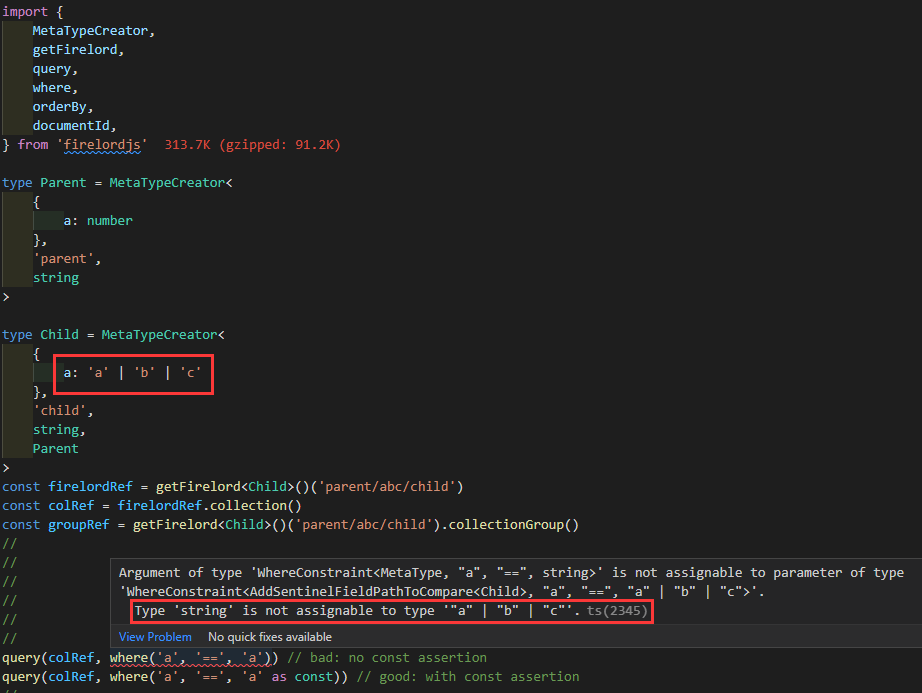 import {
MetaTypeCreator,
getFirelord,
query,
where,
orderBy,
documentId,
} from 'firelordjs' 313.7K (gzipped: 91.2K)
type Parent = MetaTypeCreator<
{
a: number
},
'parent',
string
>
type Child = MetaTypeCreator<
{
a: 'a' | 'b' | 'c'
},
'child',
string,
Parent
>
const firelordRef = getFirelord<Child>()('parent/abc/child')
const colRef = firelordRef.collection()
const groupRef = getFirelord<Child>()('parent/abc/child').collectionGroup()
//
//
//
//
//
//
Argument of type 'WhereConstraint<MetaType, "a", "==", string>' is not assignable to parameter of type
'WhereConstraint<AddSentinelFieldPathToCompare<Child>, "a", "==", "a" | "b" | "c">'.
Type 'string' is not assignable to type '"a" | "b" | "c"'. ts(2345)
View Problem No quick fixes available
query(colRef, where('a', '==', 'a')) // bad: no const assertion
query(colRef, where('a', '==', 'a' as const)) // good: with const assertion
//